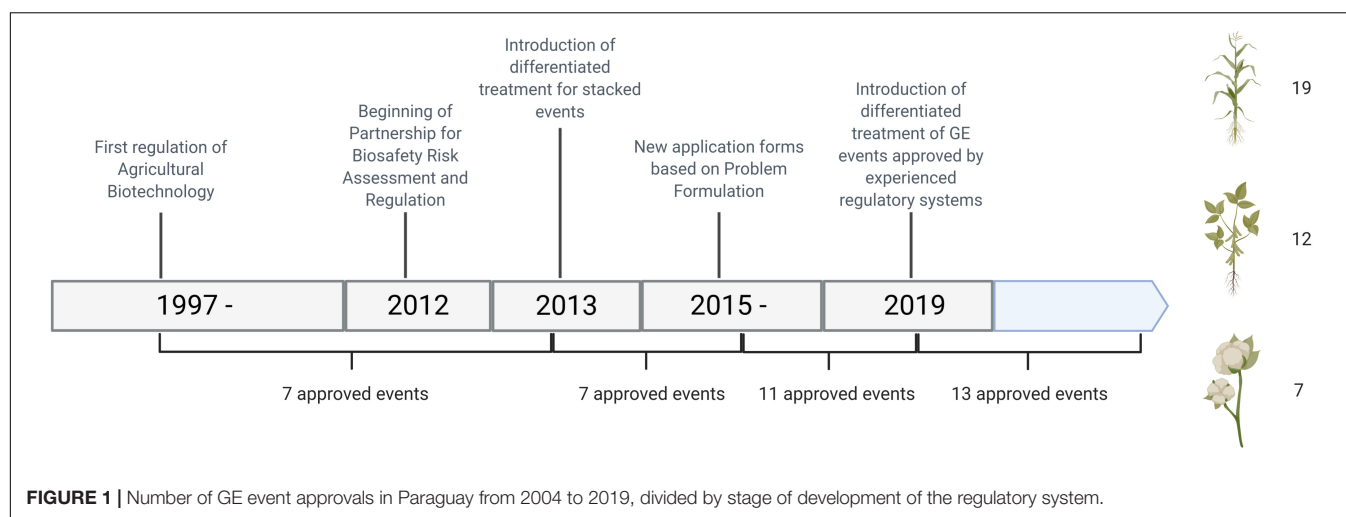 First regulation of
Agricultural
Biotechnology
Beginning of
Partnership for
Biosafety Risk
Assessment and
Regulation
Introduction of
differentiated
treatment for stacked
events
New application forms
based on Problem
Formulation
Introduction of
differentiated
treatment of GE
events approved by
experienced
regulatory systems
1997 -
2012
2013
2015 -
2019
7 approved events
7 approved events
11 approved events
13 approved events
19
12
7
FIGURE 1 | Number of GE event approvals in Paraguay from 2004 to 2019, divided by stage of development of the regulatory system.